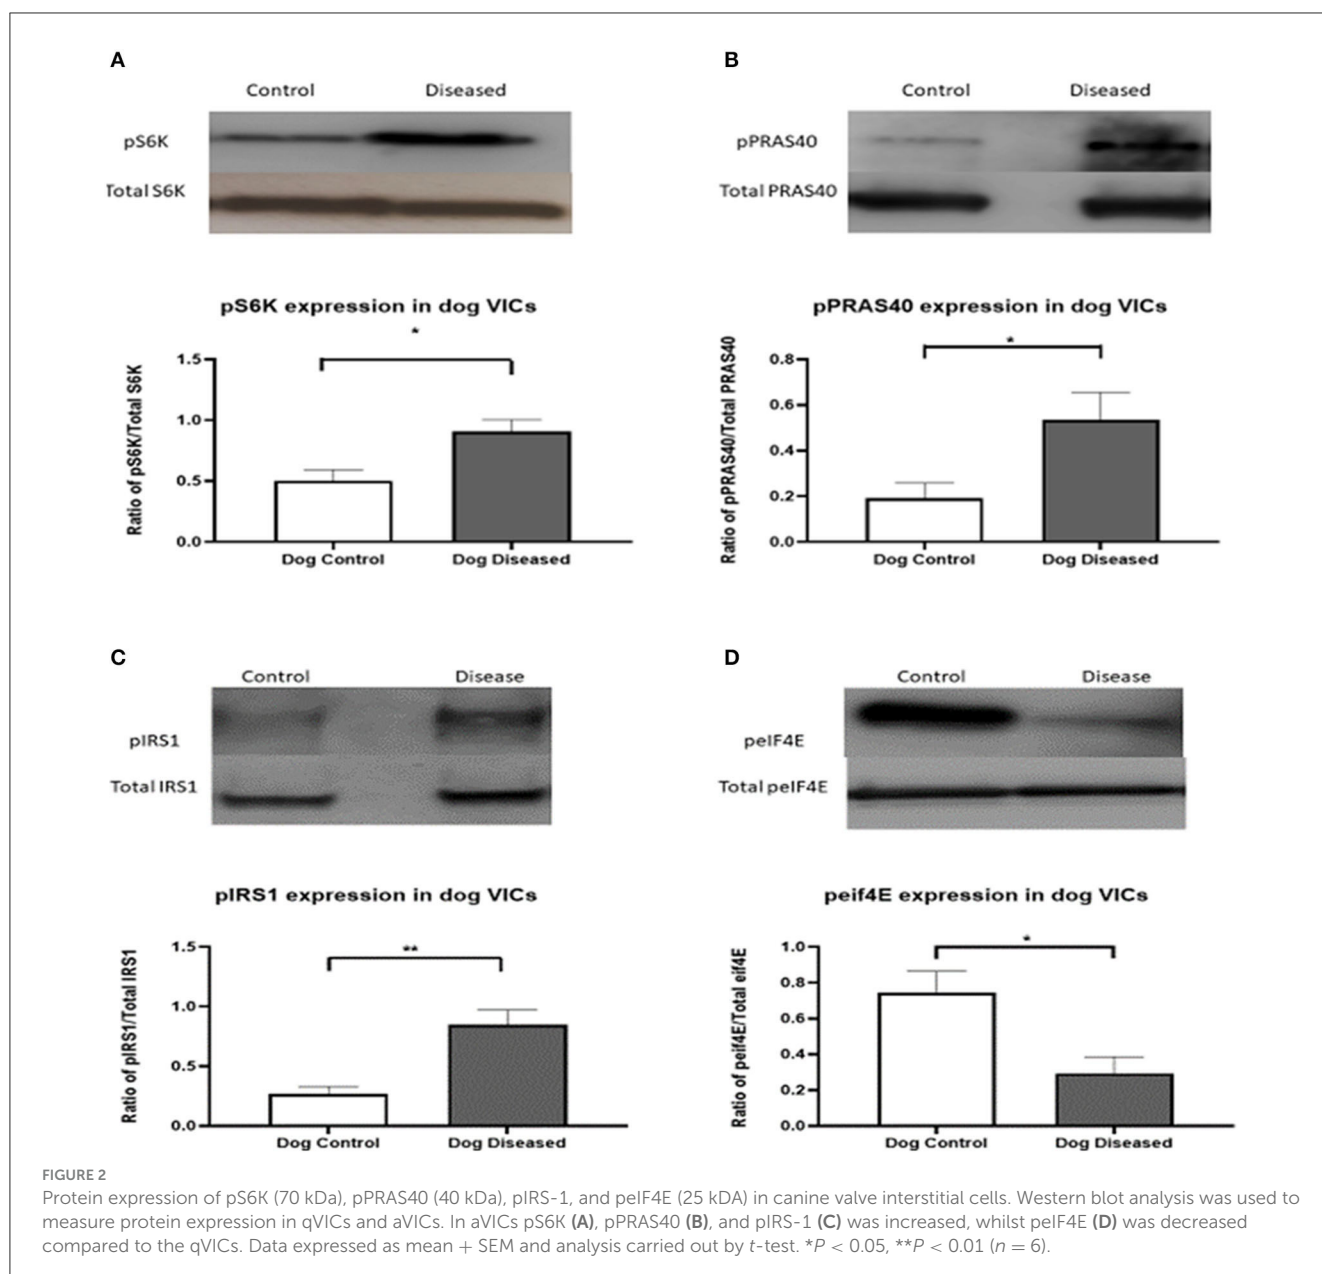 A
Control Diseased
pS6K
Total S6K
pS6K expression in dog VICs
*
Ratio of pS6K/Total S6K
1.5
1.0
0.5
0.0
Dog Control Dog Diseased
B
Control Diseased
pPRAS40
Total PRAS40
pPRAS40 expression in dog VICs
*
Ratio of pPRAS40/Total PRAS40
0.8
0.6
0.4
0.2
0.0
Dog Control Dog Diseased
C
Control Disease
pIRS1
Total IRS1
pIRS1 expression in dog VICs
**
Ratio of pIRS1/Total IRS1
1.5
1.0
0.5
0.0
Dog Control Dog Diseased
D
Control Disease
peIF4E
Total peIF4E
peif4E expression in dog VICs
*
Ratio of peif4E/Total eif4E
1.0
0.8
0.6
0.4
0.2
0.0
Dog Control Dog Diseased
FIGURE 2
Protein expression of pS6K (70 kDa), pPRAS40 (40 kDa), pIRS-1, and peIF4E (25 kDA) in canine valve interstitial cells. Western blot analysis was used to
measure protein expression in qVICs and aVICs. In aVICs pS6K (A), pPRAS40 (B), and pIRS-1 (C) was increased, whilst peIF4E (D) was decreased
compared to the qVICs. Data expressed as mean + SEM and analysis carried out by t-test. *P < 0.05, **P < 0.01 (n = 6).